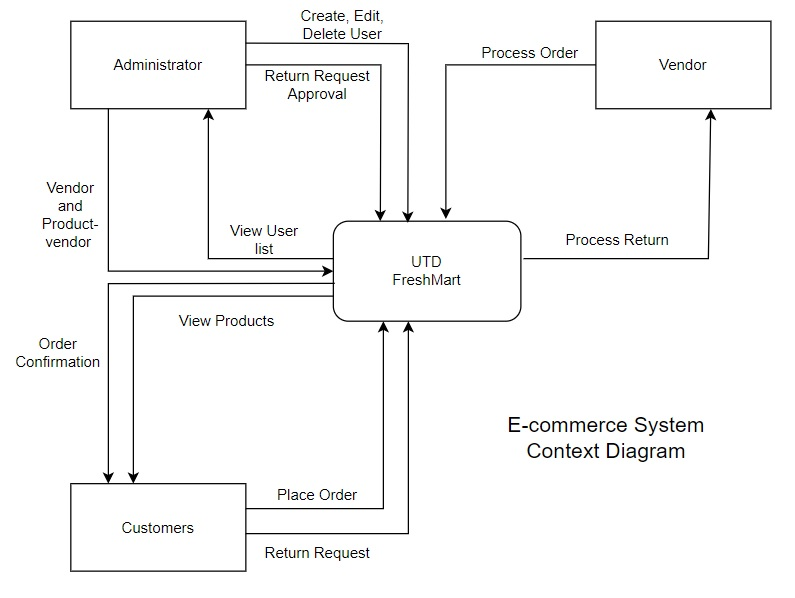 Create, Edit,
Delete User
Administrator
Return Request
Approval
Process Order
Vendor
Vendor
and
Product-
vendor
View User
list
UTD
FreshMart
Process Return
View Products
Order
Confirmation
E-commerce System
Context Diagram
Place Order
Customers
Return Request